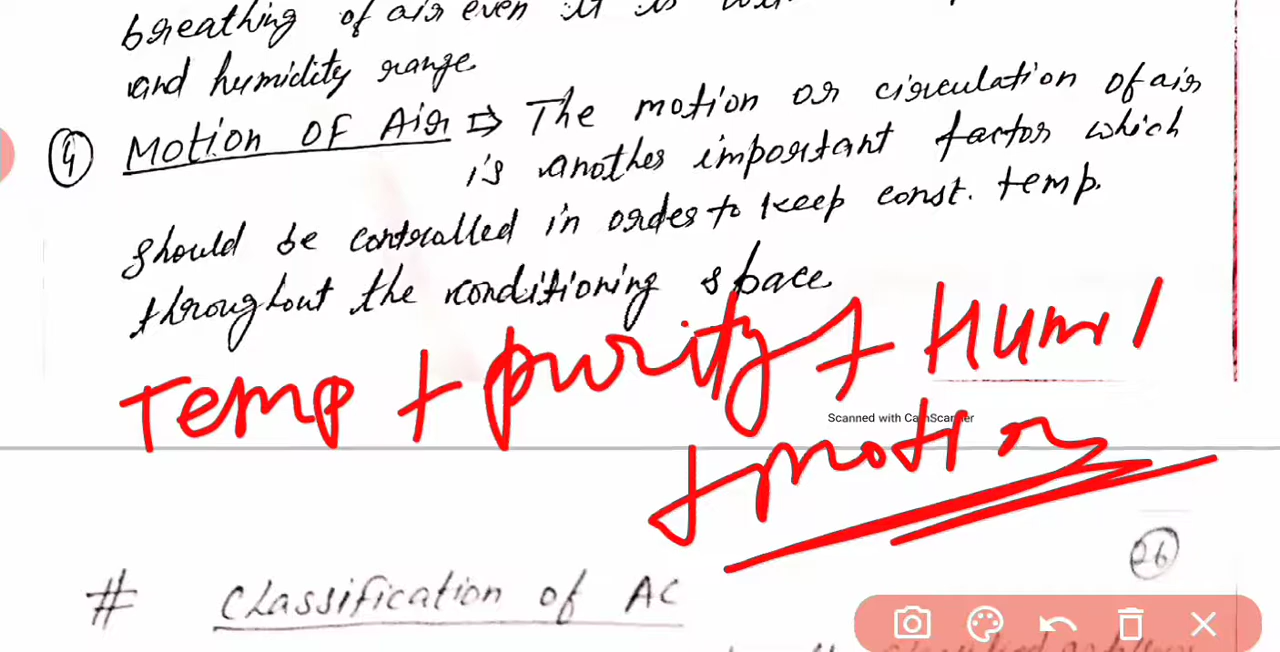 breathing of air even it is
and humidity range
④ Motion OF Air ⇒ The motion or circulation of air
is another important factor which
should be controlled in order to keep const. temp.
throughout the conditioning space
Temp + purity + Humi
Scanned with CamScanner
+ motion
26
# Classification of AC